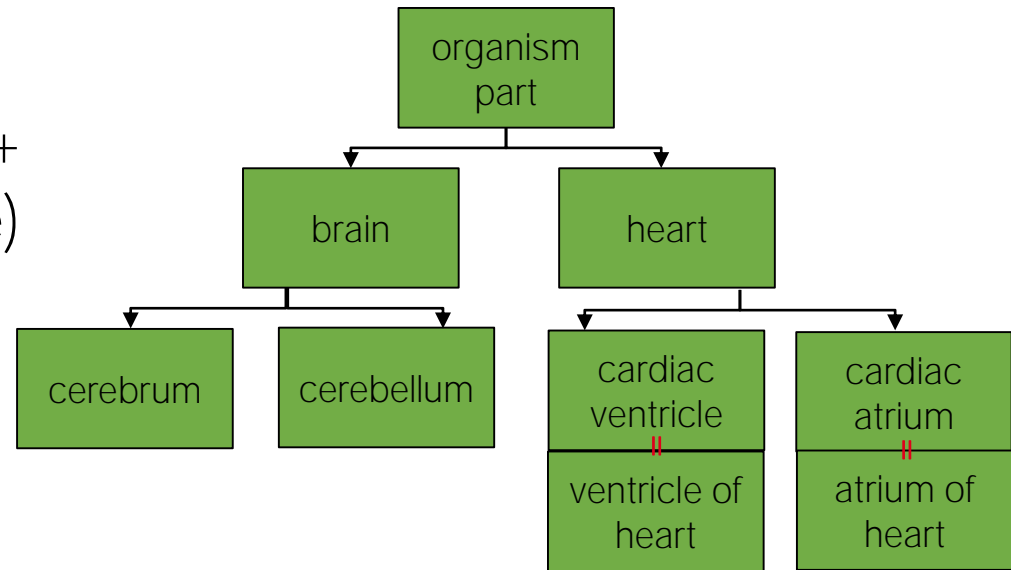 organism
part
+
e)
brain
heart
cerebrum
cerebellum
cardiac
ventricle
cardiac
atrium
ventricle of
heart
atrium of
heart